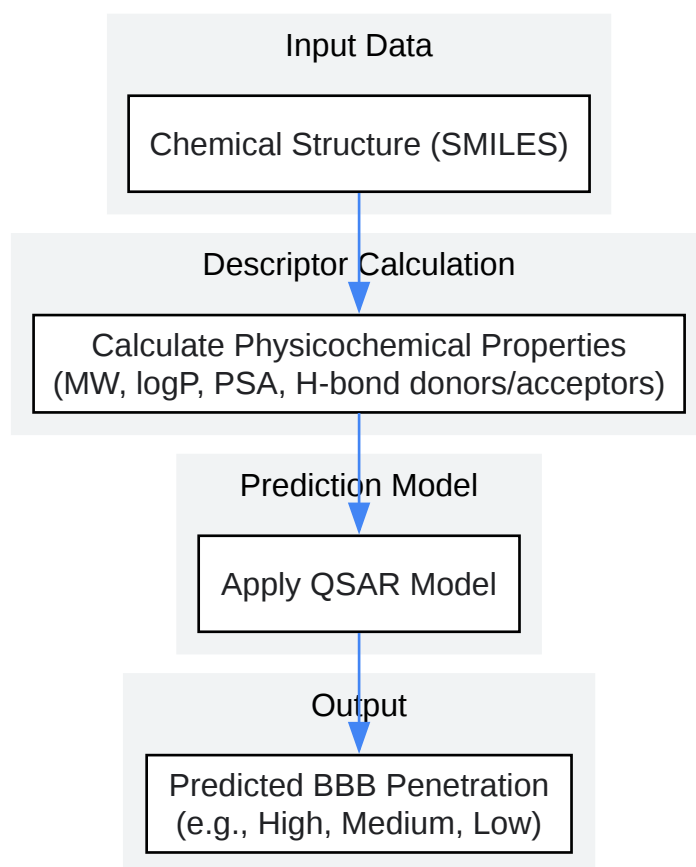 Input Data
Chemical Structure (SMILES)
Descriptor Calculation
Calculate Physicochemical Properties
(MW, logP, PSA, H-bond donors/acceptors)
Prediction Model
Apply QSAR Model
Output
Predicted BBB Penetration
(e.g., High, Medium, Low)